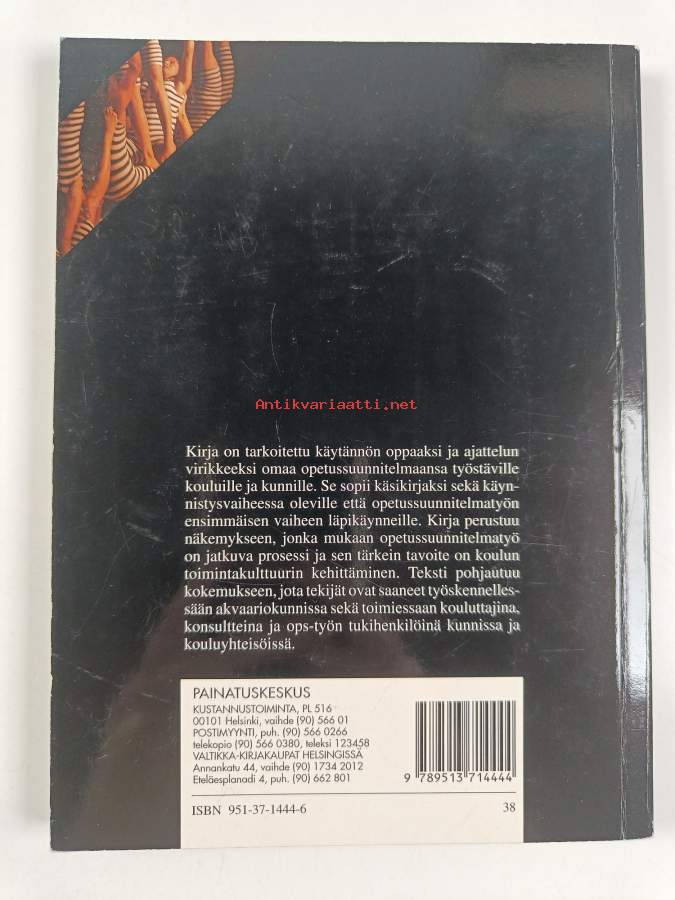 Antikvariaatti.net
Kirja on tarkoitettu käytännön oppaaksi ja ajattelun
virikkeeksi omaa opetussuunnitelmaansa työstäville
kouluille ja kunnille. Se sopii käsikirjaksi sekä käyn-
nistysvaiheessa oleville että opetussuunnitelmatyön
ensimmäisen vaiheen läpikäynneille. Kirja perustuu
näkemykseen, jonka mukaan opetussuunnitelmatyö
on jatkuva prosessi ja sen tärkein tavoite on koulun
toimintakulttuurin kehittäminen. Teksti pohjautuu
kokemukseen, jota tekijät ovat saaneet työskennelles-
sään akvaariokunnissa sekä toimiessaan kouluttajina,
konsultteina ja ops-työn tukihenkilöinä kunnissa ja
kouluyhteisöissä.
PAINATUSKESKUS
KUSTANNUSTOIMINTA, PL 516
00101 Helsinki, vaihde (90) 566 01
POSTIMYYNTI, puh. (90) 566 0266
telekopio (90) 566 0380, teleksi 123458
VALTIKKA-KIRJAKAUPAT HELSINGISSÄ
Annankatu 44, vaihde (90) 1734 2012
Eteläesplanadi 4, puh. (90) 662 801
9 789513 714444
ISBN 951-37-1444-6 38